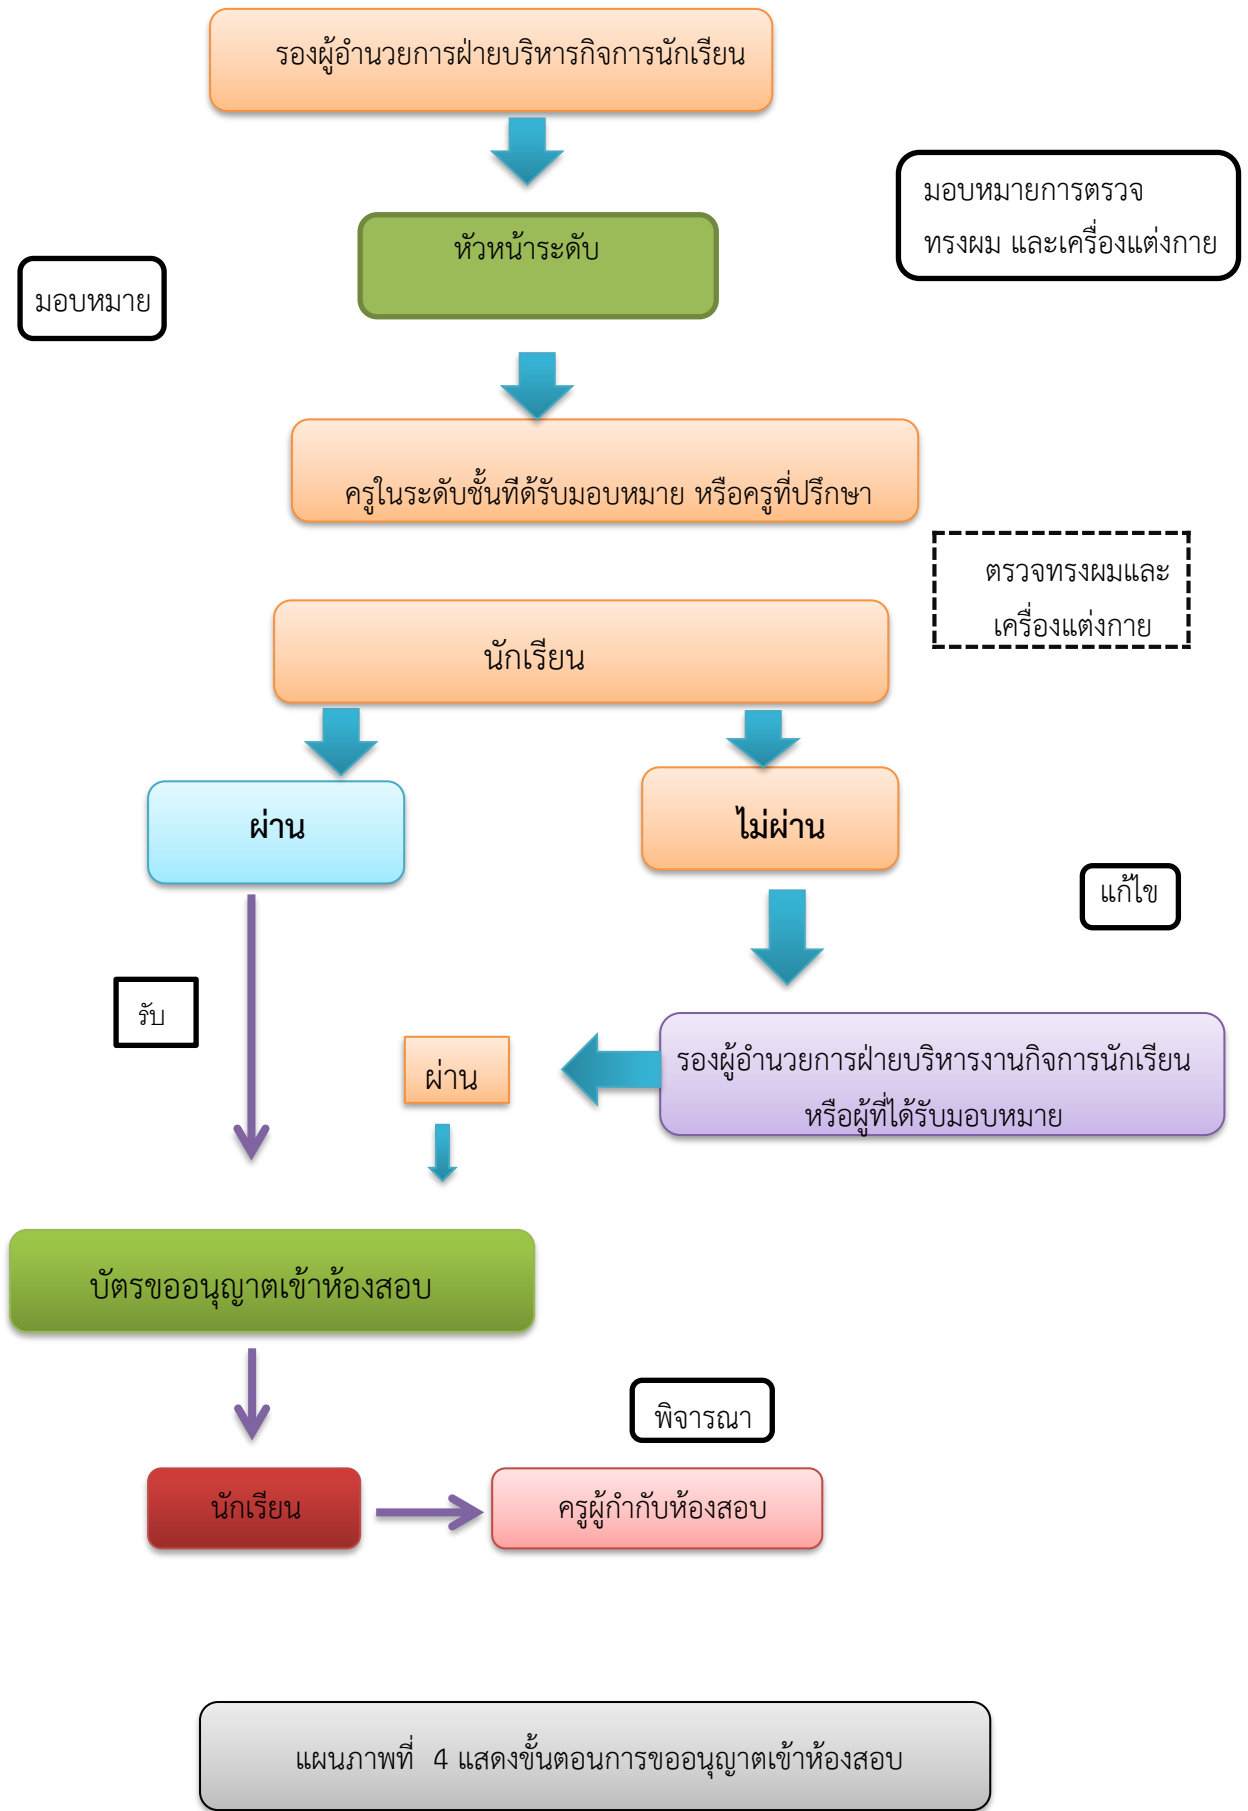 รองผู้อำนวยการฝ่ายบริหารกิจการนักเรียน
มอบหมายการตรวจ
ทรงผม และเครื่องแต่งกาย
หัวหน้าระดับ
มอบหมาย
ครูในระดับชั้นทีด้รับมอบหมาย หรือครูที่ปรึกษา
ตรวจทรงผมและ
เครื่องแต่งกาย
นักเรียน
ผ่าน
ไม่ผ่าน
แก้ไข
รับ
ผ่าน
รองผู้อำนวยการฝ่ายบริหารงานกิจการนักเรียน
หรือผู้ที่ได้รับมอบหมาย
บัตรขออนุญาตเข้าห้องสอบ
พิจารณา
นักเรียน
ครูผู้กำกับห้องสอบ
แผนภาพที่ 4 แสดงขั้นตอนการขออนุญาตเข้าห้องสอบ